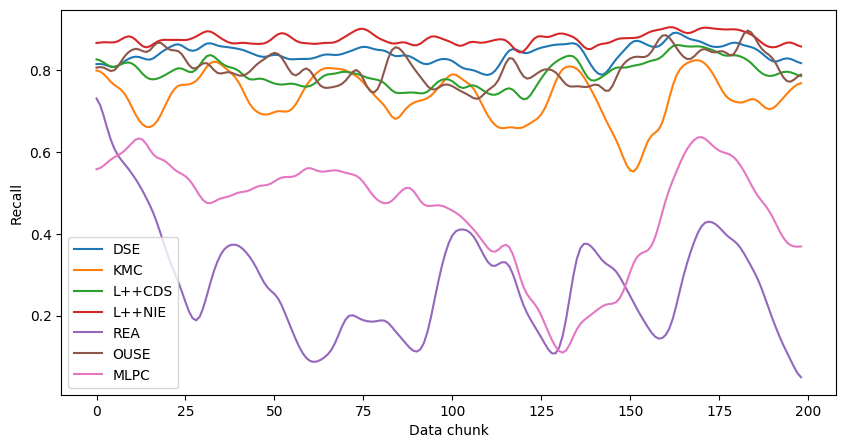 Recall
0.8
0.6
0.4
0.2
DSE
KMC
L++CDS
L++NIE
REA
OUSE
MLPC
0 25 50 75 100 125 150 175 200
Data chunk